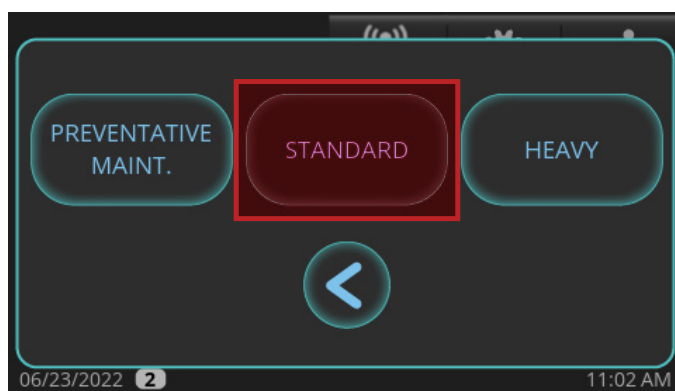 PREVENTATIVE
MAINT.
STANDARD
HEAVY
06/23/2022 2
11:02 AM